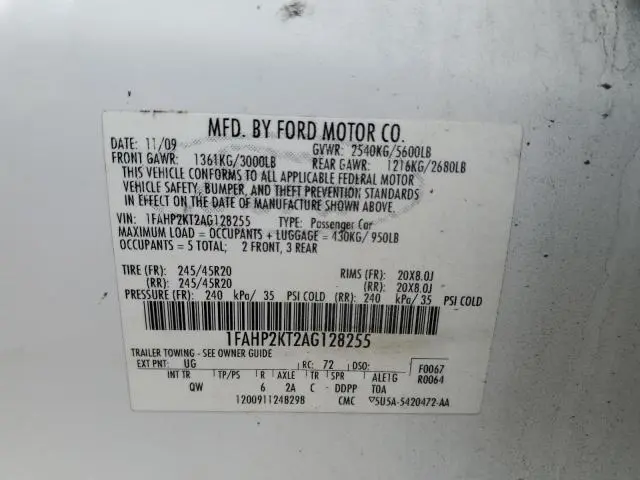 MFD. BY FORD MOTOR CO.
DATE: 11/09 GVWR: 2540KG/5600LB
FRONT GAWR: 1361KG/3000LB REAR GAWR: 1216KG/2680LB
THIS VEHICLE CONFORMS TO ALL APPLICABLE FEDERAL MOTOR
VEHICLE SAFETY, BUMPER, AND THEFT PREVENTION STANDARDS
IN EFFECT ON THE DATE OF MANUFACTURE SHOWN ABOVE.
VIN: 1FAHP2KT2AG128255 TYPE: Passenger Car
MAXIMUM LOAD = OCCUPANTS + LUGGAGE = 430KG/950LB
OCCUPANTS = 5 TOTAL; 2 FRONT, 3 REAR
TIRE (FR): 245/45R20 RIMS (FR): 20X8.0J
(RR): 245/45R20 (RR): 20X8.0J
PRESSURE (FR): 240 kPa/ 35 PSI COLD (RR): 240 kPa/ 35 PSI COLD
1FAHP2KT2AG128255
TRAILER TOWING - SEE OWNER GUIDE
EXT PNT: UG RC: 72 DSO: F0067
INT TR TP/PS R AXLE TR SPR ALE1G R0064
QW 6 2A C - DDPP TOA
1200911248298 CMC ▽5U5A-5420472-AA